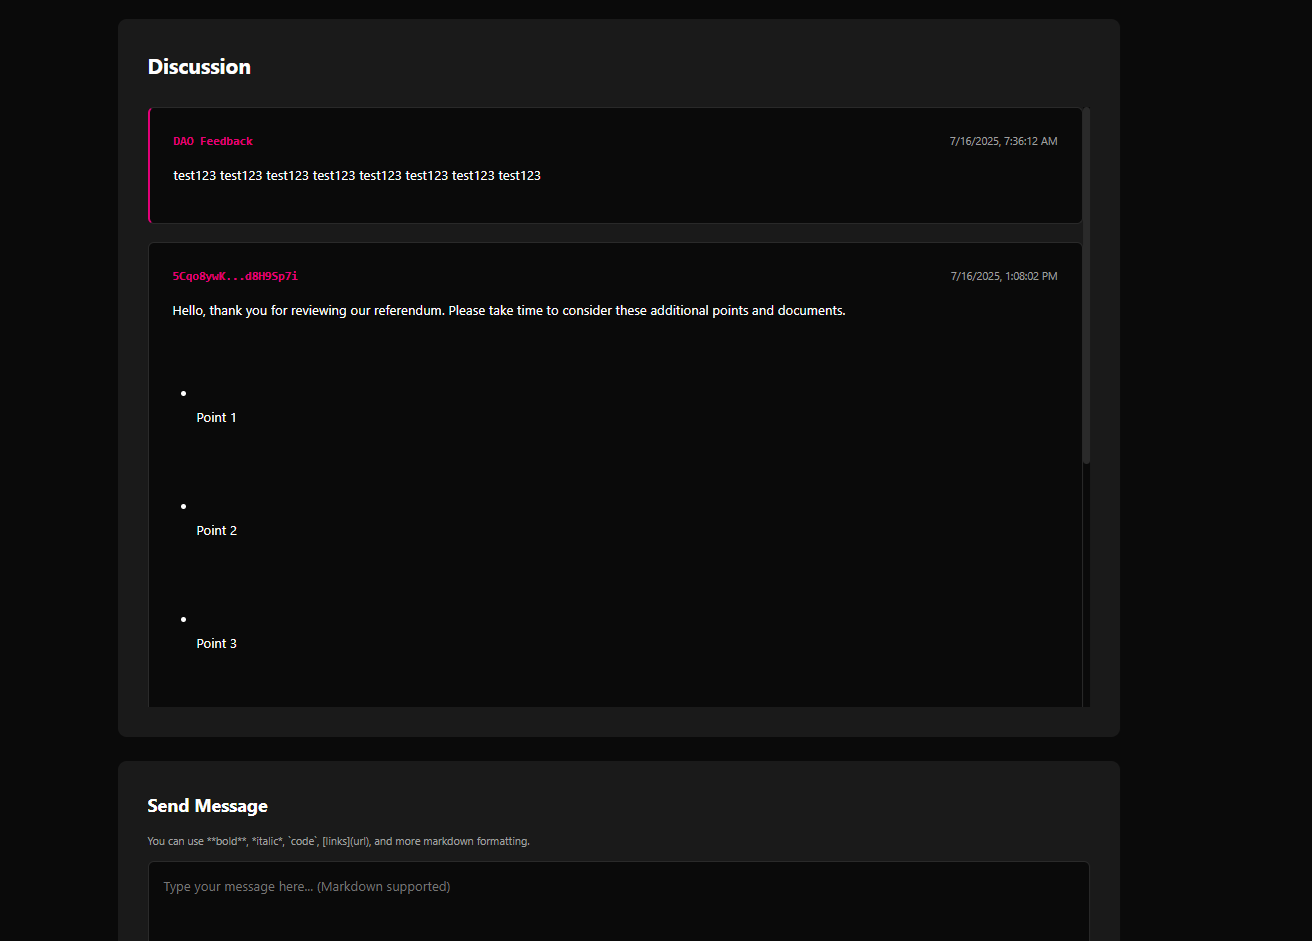 Discussion
DAO Feedback 7/16/2025, 7:36:12 AM
test123 test123 test123 test123 test123 test123 test123 test123
5Cqo8ywK...d8H9Sp7i 7/16/2025, 1:08:02 PM
Hello, thank you for reviewing our referendum. Please take time to consider these additional points and documents.
• 
Point 1
• 
Point 2
• 
Point 3
Send Message
You can use **bold**, *italic*, `code`, [links](url), and more markdown formatting.
Type your message here... (Markdown supported)